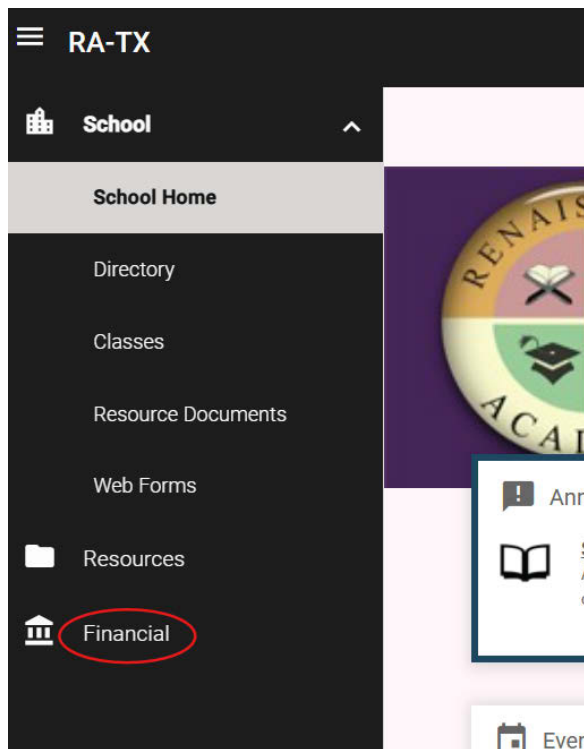 RA-TX
School
School Home
Directory
Classes
Resource Documents
Web Forms
Resources
Financial